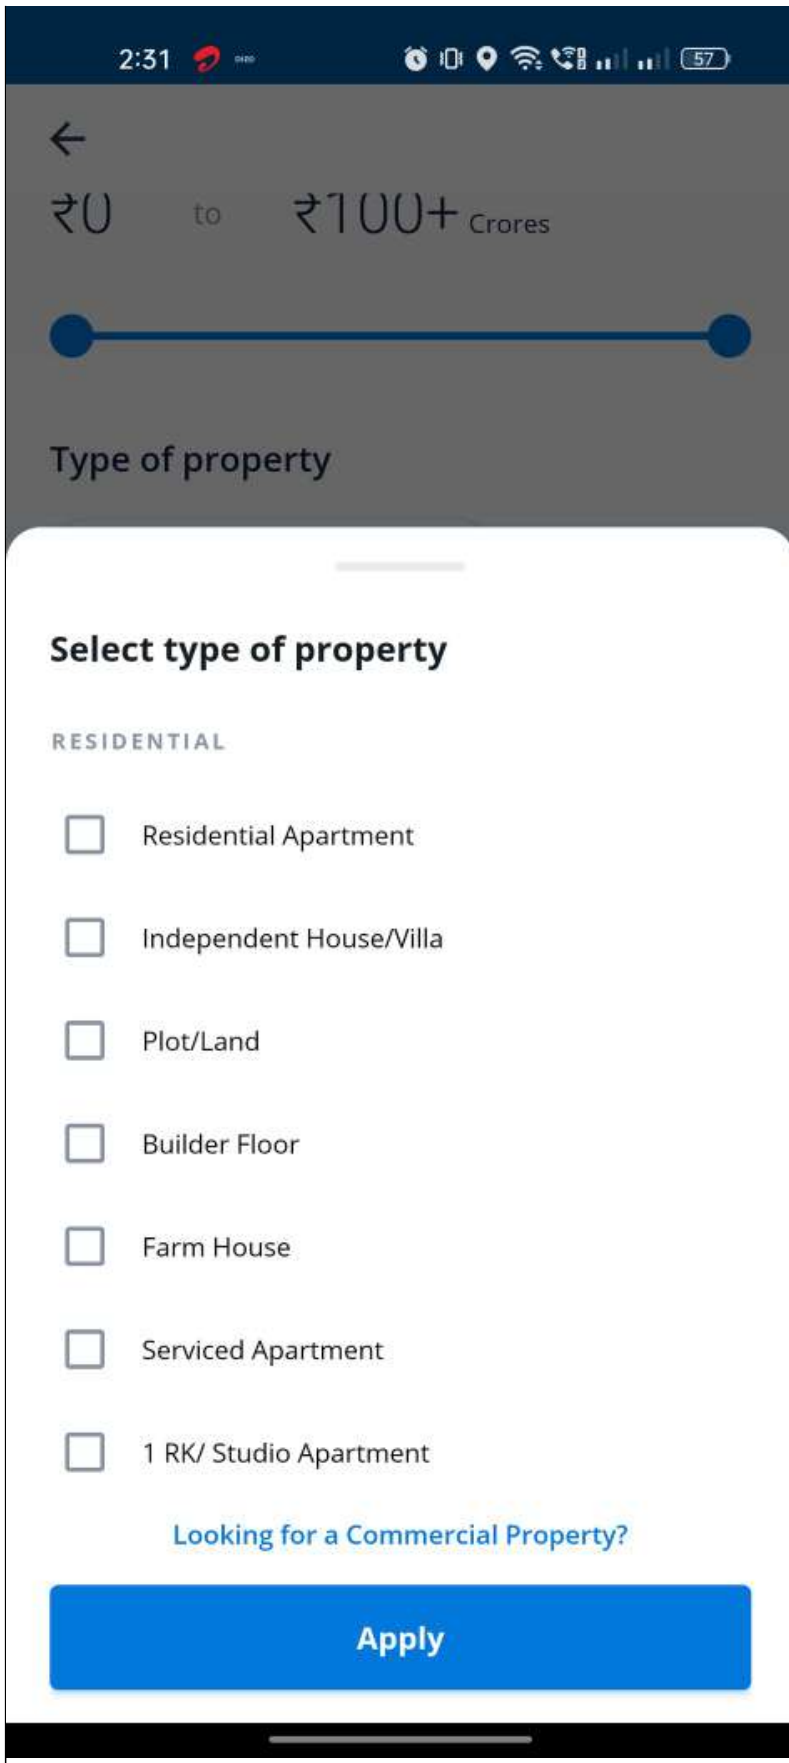 2:31
57
₹0 to ₹100+ Crores
Type of property
Select type of property
RESIDENTIAL
Residential Apartment
Independent House/Villa
Plot/Land
Builder Floor
Farm House
Serviced Apartment
1 RK/ Studio Apartment
Looking for a Commercial Property?
Apply